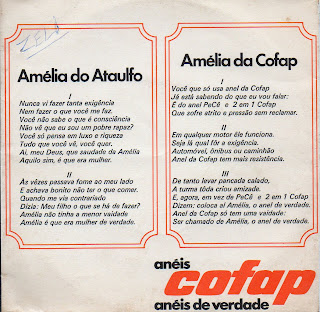 Amélia do Ataulfo
I
Nunca vi fazer tanta exigência
Nem fazer o que você me faz.
Você não sabe o que é consciência
Não vê que eu sou um pobre rapaz?
Você só pensa em luxo e riqueza
Tudo que você vê, você quer.
Ai, meu Deus, que saudade da Amélia
Aquilo sim, é que era mulher.
II
Às vêzes passava fome ao meu lado
E achava bonito não ter o que comer.
Quando me via contrariado
Dizia: Meu filho o que se há de fazer?
Amélia não tinha a menor vaidade
Amélia é que era mulher de verdade.
Amélia da Cofap
I
Você que só usa anel da Cofap
Já está sabendo do que eu vou falar:
É do anel PeCê e 2 em 1 Cofap
Que sofre atrito e pressão sem reclamar.
II
Em qualquer motor éle funciona.
Seja lá qual fôr a exigência.
Automóvel, ônibus ou caminhão
Anel da Cofap tem mais resistência.
III
De tanto levar pancada calado,
A turma tôda criou amizade.
E, agora, em vez de PeCê e 2 em 1 Cofap
Dizem: coloca aí Amélia, o anel de verdade.
Anel da Cofap só tem uma vaidade:
Ser chamado de Amélia, o anel de verdade.
anéis
cofap
anéis de verdade